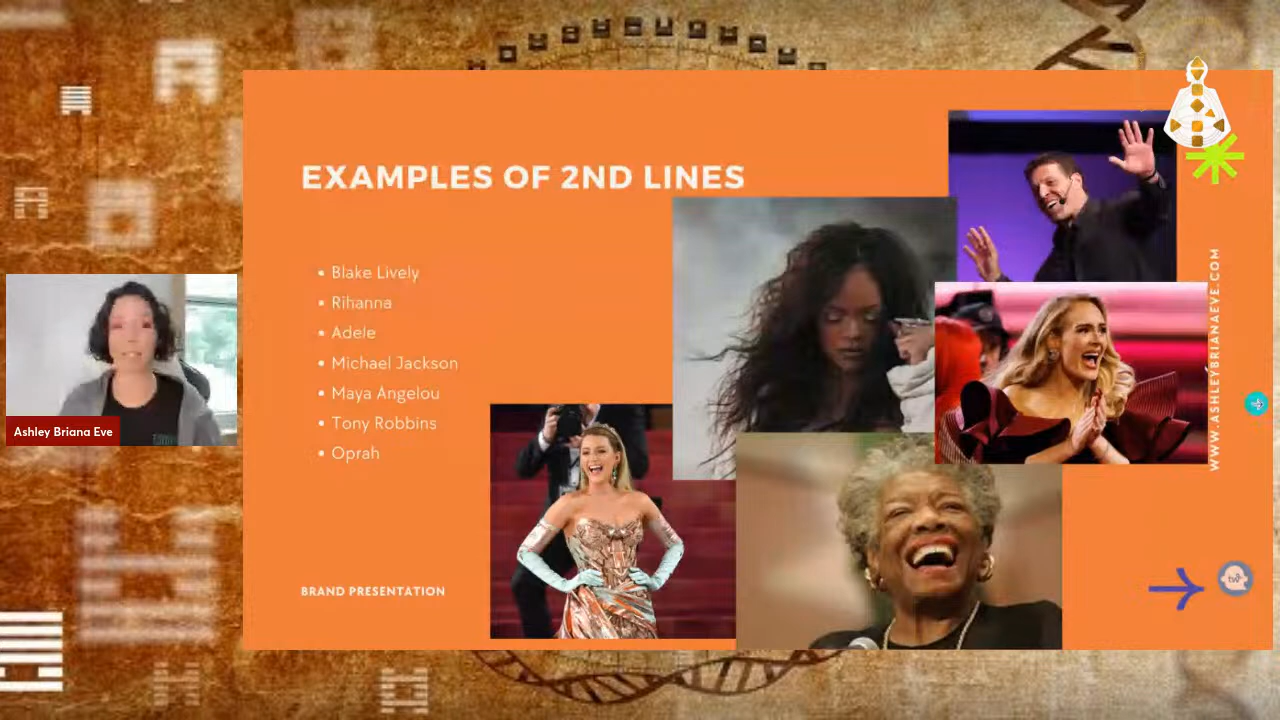 EXAMPLES OF 2ND LINES
Blake Lively
Rihanna
Adele
Michael Jackson
Maya Angelou
Tony Robbins
Oprah
BRAND PRESENTATION
WWW.ASHLEYBRIANAEVE.COM
Ashley Briana Eve